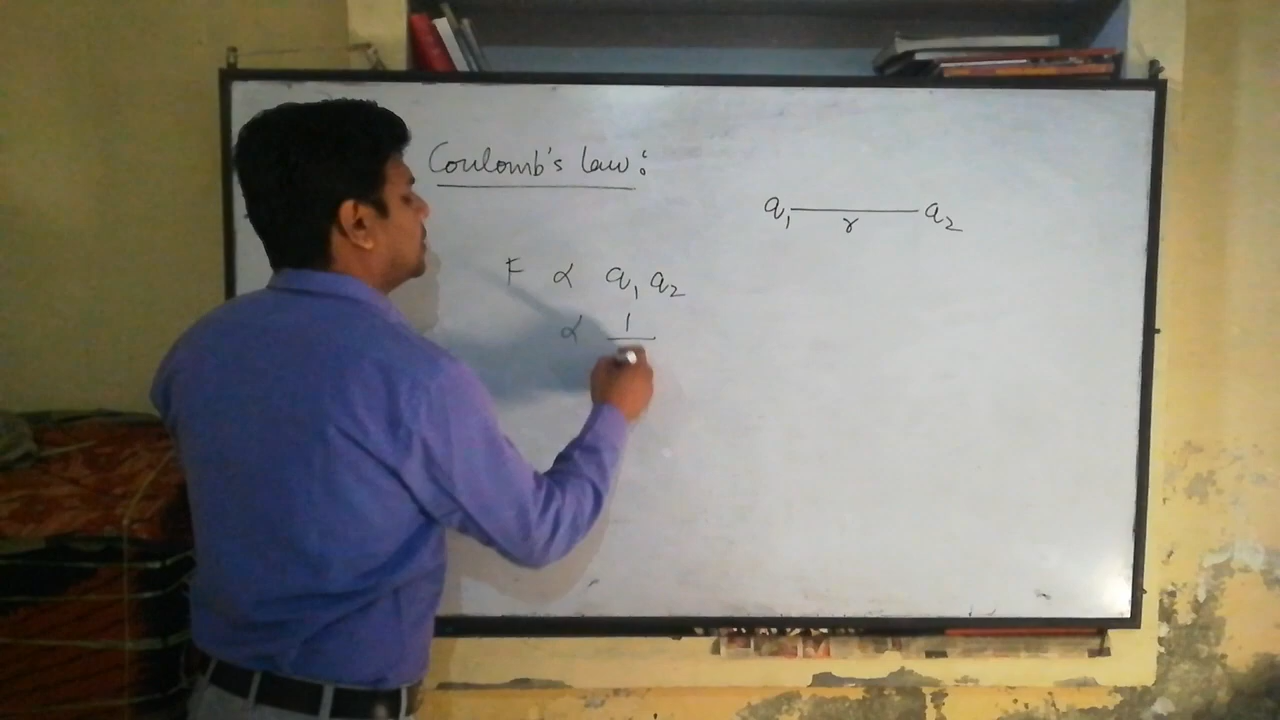 Coulomb's law:
q₁ r q₂
F α q₁ q₂
α 1